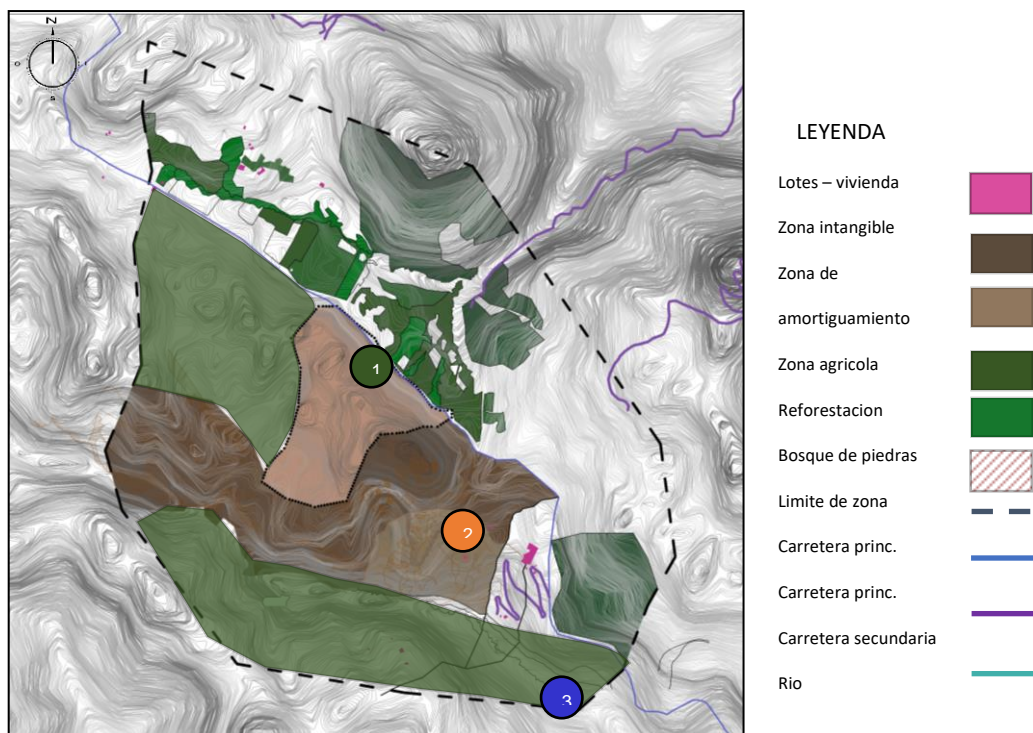 N
O
S
1
2
3
LEYENDA
Lotes – vivienda
Zona intangible
Zona de
amortiguamiento
Zona agricola
Reforestacion
Bosque de piedras
Limite de zona
Carretera princ.
Carretera princ.
Carretera secundaria
Rio